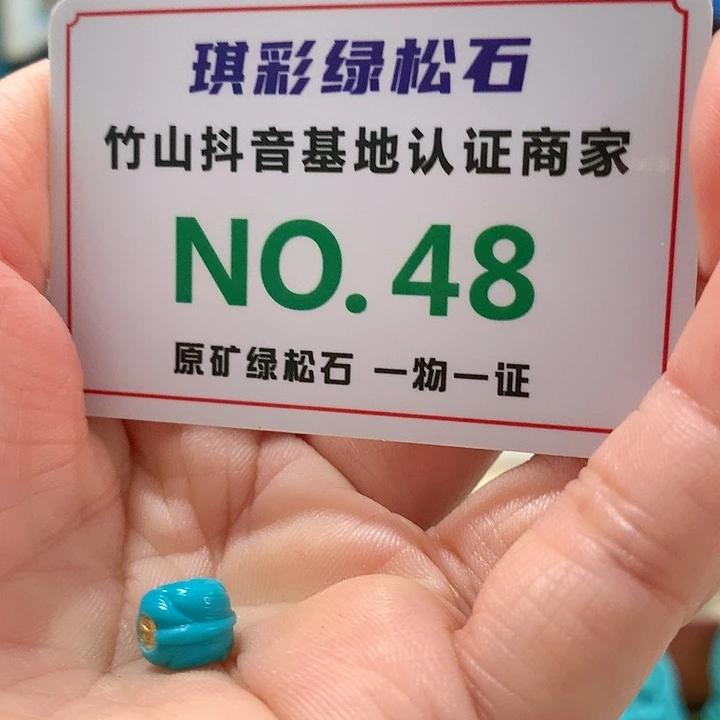 琪彩绿松石
竹山抖音基地认证商家
NO.48
原矿绿松石 一物一证